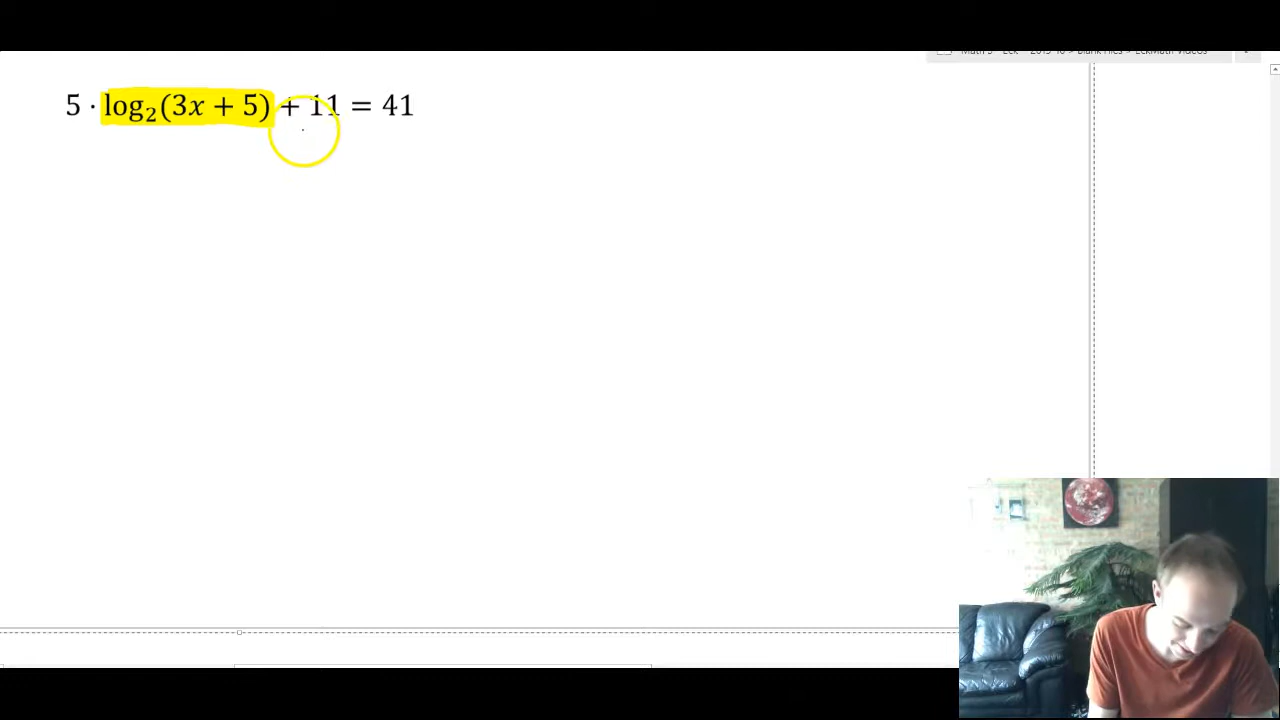 5 · log₂(3x + 5) + 11 = 41